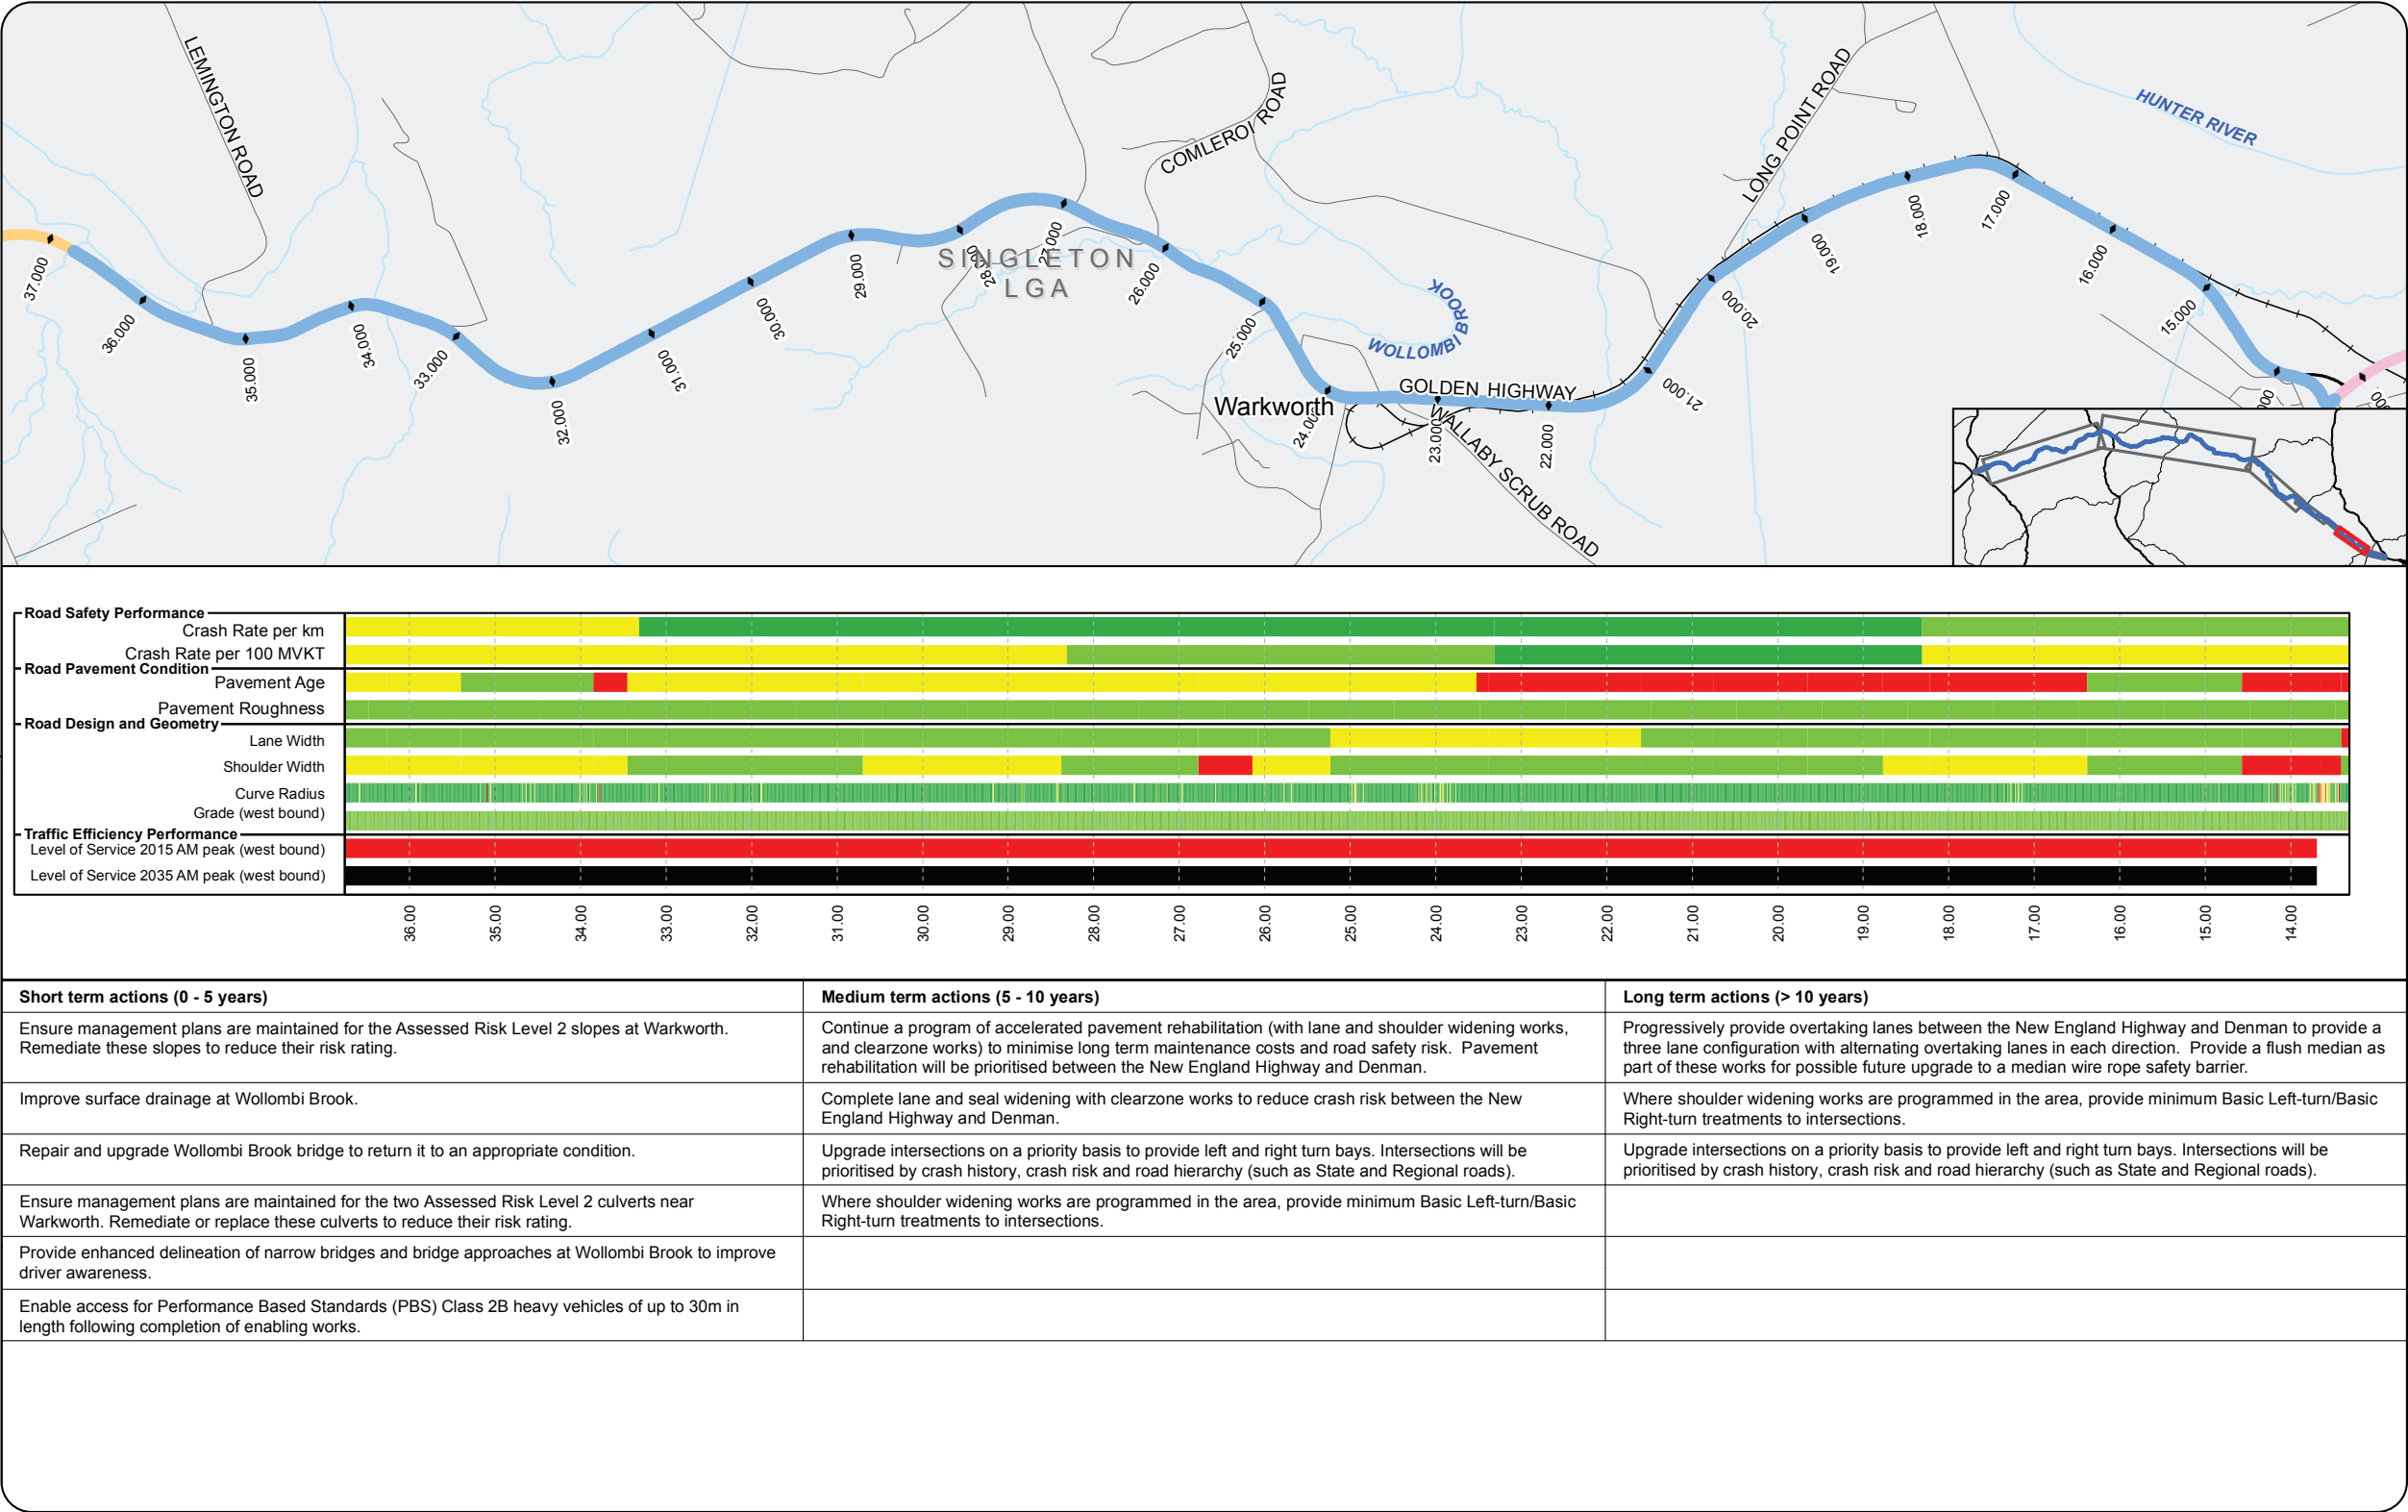 LEMINGTON ROAD
COMLEROI ROAD
LONG POINT ROAD
HUNTER RIVER
37.000
36.000
35.000
34.000
33.000
32.000
31.000
30.000
29.000
28.000
27.000
26.000
25.000
24.000
23.000
22.000
21.000
20.000
19.000
18.000
17.000
16.000
15.000
SINGLETON
LGA
WOLLOMBI BROOK
GOLDEN HIGHWAY
Warkworth
WALLABY SCRUB ROAD
Road Safety Performance
Crash Rate per km
Crash Rate per 100 MVKT
Road Pavement Condition
Pavement Age
Pavement Roughness
Road Design and Geometry
Lane Width
Shoulder Width
Curve Radius
Grade (west bound)
Traffic Efficiency Performance
Level of Service 2015 AM peak (west bound)
Level of Service 2035 AM peak (west bound)
36.00 35.00 34.00 33.00 32.00 31.00 30.00 29.00 28.00 27.00 26.00 25.00 24.00 23.00 22.00 21.00 20.00 19.00 18.00 17.00 16.00 15.00 14.00
Short term actions (0 - 5 years)
Medium term actions (5 - 10 years)
Long term actions (> 10 years)
Ensure management plans are maintained for the Assessed Risk Level 2 slopes at Warkworth.
Remediate these slopes to reduce their risk rating.
Continue a program of accelerated pavement rehabilitation (with lane and shoulder widening works,
and clearzone works) to minimise long term maintenance costs and road safety risk. Pavement
rehabilitation will be prioritised between the New England Highway and Denman.
Progressively provide overtaking lanes between the New England Highway and Denman to provide a
three lane configuration with alternating overtaking lanes in each direction. Provide a flush median as
part of these works for possible future upgrade to a median wire rope safety barrier.
Improve surface drainage at Wollombi Brook.
Complete lane and seal widening with clearzone works to reduce crash risk between the New
England Highway and Denman.
Where shoulder widening works are programmed in the area, provide minimum Basic Left-turn/Basic
Right-turn treatments to intersections.
Repair and upgrade Wollombi Brook bridge to return it to an appropriate condition.
Upgrade intersections on a priority basis to provide left and right turn bays. Intersections will be
prioritised by crash history, crash risk and road hierarchy (such as State and Regional roads).
Upgrade intersections on a priority basis to provide left and right turn bays. Intersections will be
prioritised by crash history, crash risk and road hierarchy (such as State and Regional roads).
Ensure management plans are maintained for the two Assessed Risk Level 2 culverts near
Warkworth. Remediate or replace these culverts to reduce their risk rating.
Where shoulder widening works are programmed in the area, provide minimum Basic Left-turn/Basic
Right-turn treatments to intersections.
Provide enhanced delineation of narrow bridges and bridge approaches at Wollombi Brook to improve
driver awareness.
Enable access for Performance Based Standards (PBS) Class 2B heavy vehicles of up to 30m in
length following completion of enabling works.